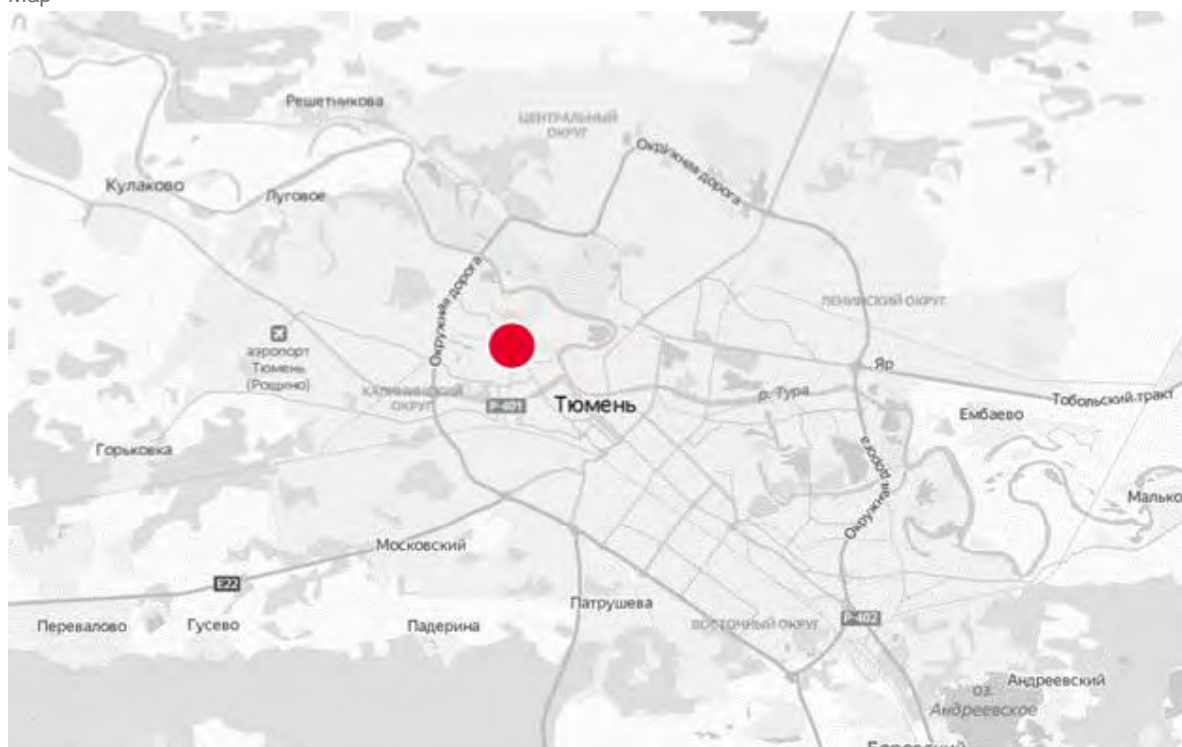 Map
Решетникова
ЦЕНТРАЛЬНЫЙ
ОКРУГ
Окружная дорога
Кулаково
Луговое
Окружная дорога
ЛЕНИНСКИЙ ОКРУГ
аэропорт
Тюмень
(Рощино)
Яр
КАЛИНИНСКИЙ
ОКРУГ
Р-401
Тюмень
р. Тура
Тобольский тракт
Ембаево
Горьковка
Окружная дорога
Московский
E22
Патрушева
Перевалово
Гусево
Падерина
ВОСТОЧНЫЙ ОКРУГ
Р-402
Андреевский
оз.
Андреевское